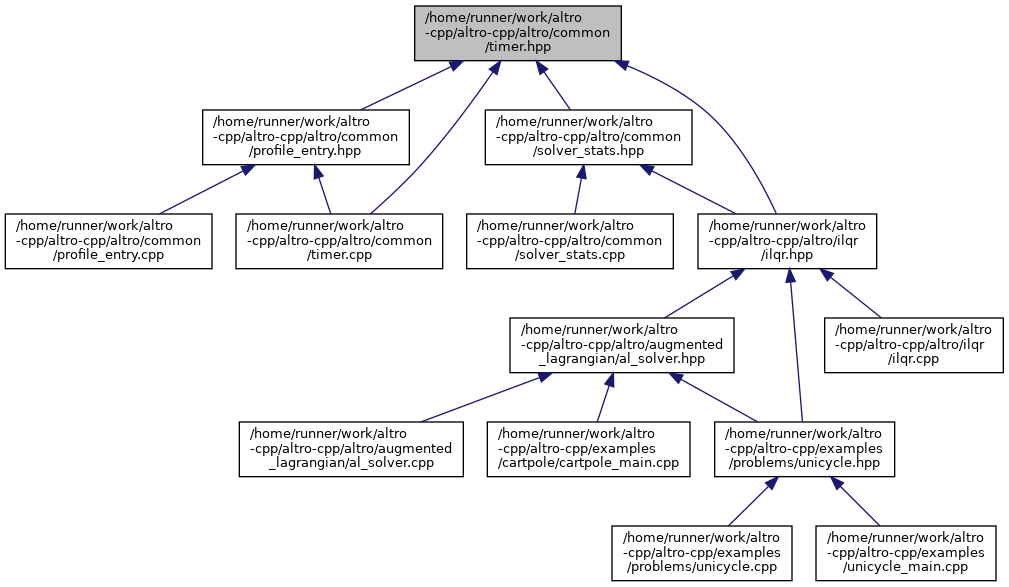 /home/runner/work/altro
-cpp/altro-cpp/altro/common
/timer.hpp
/home/runner/work/altro
-cpp/altro-cpp/altro/common
/profile_entry.hpp
/home/runner/work/altro
-cpp/altro-cpp/altro/common
/solver_stats.hpp
/home/runner/work/altro
-cpp/altro-cpp/altro/common
/profile_entry.cpp
/home/runner/work/altro
-cpp/altro-cpp/altro/common
/timer.cpp
/home/runner/work/altro
-cpp/altro-cpp/altro/common
/solver_stats.cpp
/home/runner/work/altro
-cpp/altro-cpp/altro/ilqr
/ilqr.hpp
/home/runner/work/altro
-cpp/altro-cpp/altro/augmented
_lagrangian/al_solver.hpp
/home/runner/work/altro
-cpp/altro-cpp/altro/ilqr
/ilqr.cpp
/home/runner/work/altro
-cpp/altro-cpp/altro/augmented
_lagrangian/al_solver.cpp
/home/runner/work/altro
-cpp/altro-cpp/examples
/cartpole/cartpole_main.cpp
/home/runner/work/altro
-cpp/altro-cpp/examples
/problems/unicycle.hpp
/home/runner/work/altro
-cpp/altro-cpp/examples
/problems/unicycle.cpp
/home/runner/work/altro
-cpp/altro-cpp/examples
/unicycle_main.cpp